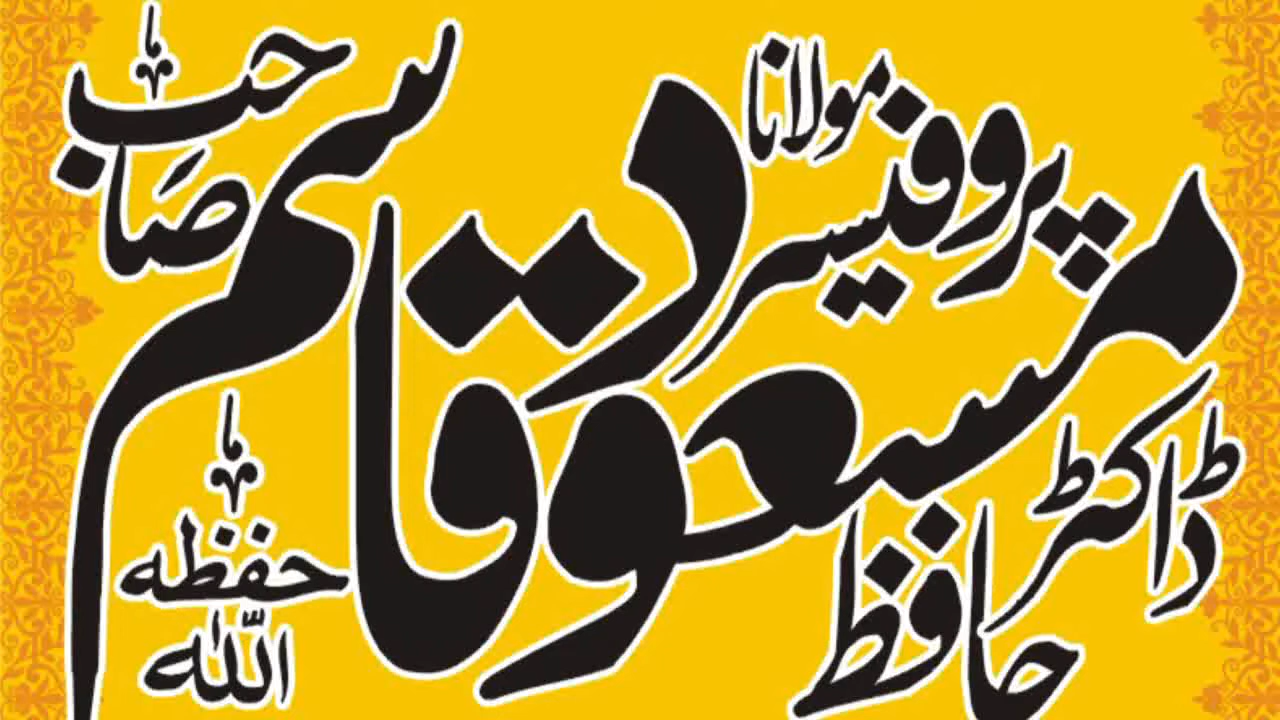 پروفیسر مولانا
ڈاکٹر حافظ
مسعود قاسم صاحب
حفظہ اللہ